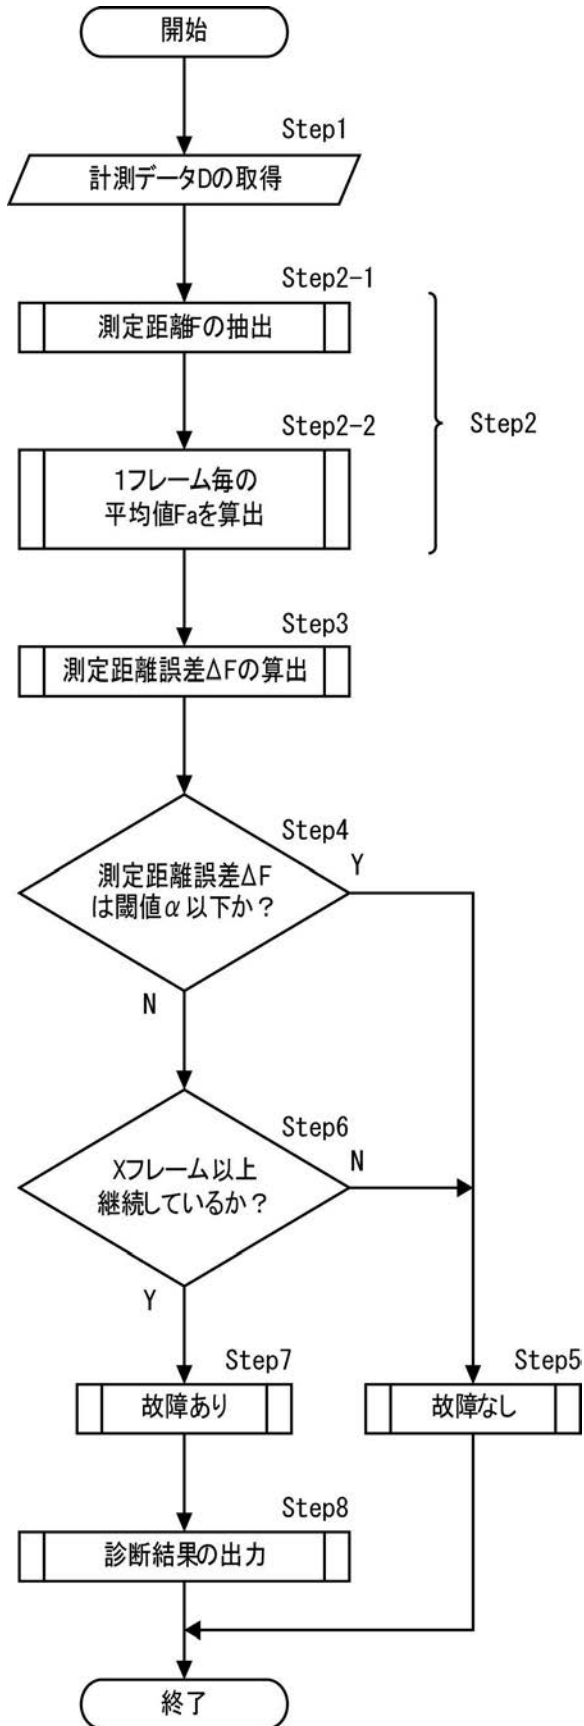 開始
Step1
計測データDの取得
Step2-1
測定距離Fの抽出
Step2
Step2-2
1フレーム毎の
平均値Faを算出
Step3
測定距離誤差ΔFの算出
Step4
測定距離誤差ΔF
は閾値α以下か？
Y
N
Step6
Xフレーム以上
継続しているか？
N
Y
Step7
故障あり
Step5
故障なし
Step8
診断結果の出力
終了